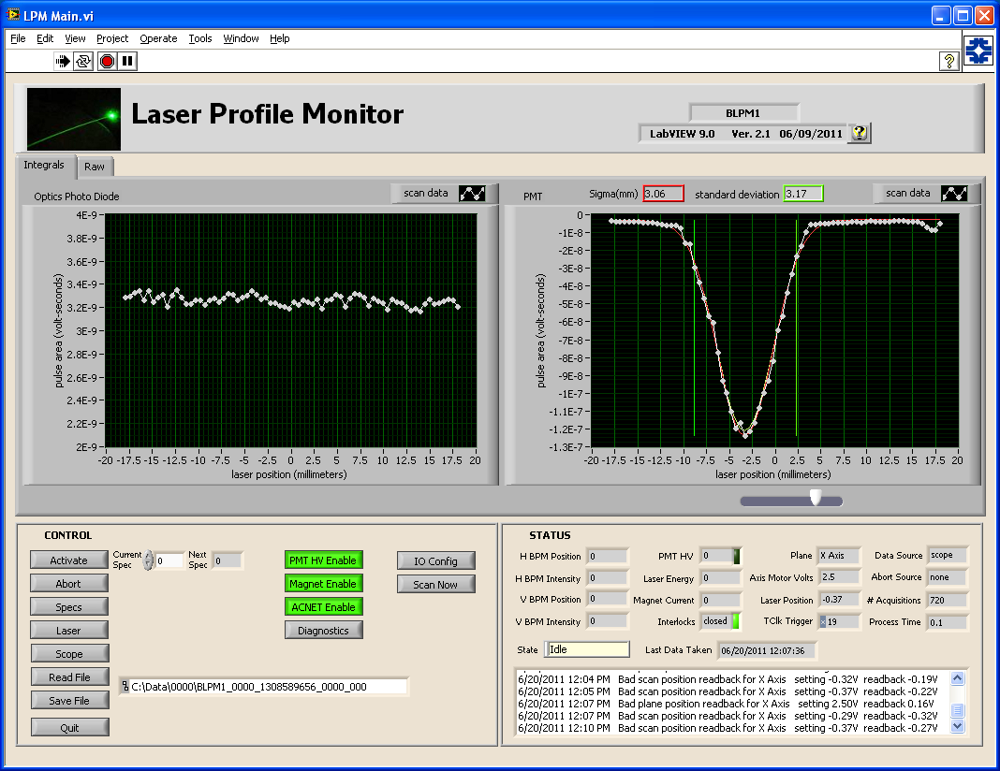 LPM Main.vi
File Edit View Project Operate Tools Window Help
Laser Profile Monitor
BLPM1
LabVIEW 9.0 Ver. 2.1 06/09/2011
Integrals Raw
Optics Photo Diode
scan data
4E-9
3.8E-9
3.6E-9
3.4E-9
3.2E-9
3E-9
2.8E-9
2.6E-9
2.4E-9
2.2E-9
2E-9
pulse area (volt-seconds)
-20 -17.5 -15 -12.5 -10 -7.5 -5 -2.5 0 2.5 5 7.5 10 12.5 15 17.5 20
laser position (millimeters)
PMT
Sigma(mm) 3.06 standard deviation 3.17
scan data
0
-1E-8
-2E-8
-3E-8
-4E-8
-5E-8
-6E-8
-7E-8
-8E-8
-9E-8
-1E-7
-1.1E-7
-1.2E-7
-1.3E-7
pulse area (volt-seconds)
-20 -17.5 -15 -12.5 -10 -7.5 -5 -2.5 0 2.5 5 7.5 10 12.5 15 17.5 20
laser position (millimeters)
CONTROL
Activate
Current Spec 0 Next Spec 0
PMT HV Enable
IO Config
Abort
Magnet Enable
Scan Now
Specs
ACNET Enable
Laser
Diagnostics
Scope
Read File
C:\Data\0000\BLPM1_0000_1308589656_0000_000
Save File
Quit
STATUS
H BPM Position 0 PMT HV 0 Plane X Axis Data Source scope
H BPM Intensity 0 Laser Energy 0 Axis Motor Volts 2.5 Abort Source none
V BPM Position 0 Magnet Current 0 Laser Position -0.37 # Acquisitions 720
V BPM Intensity 0 Interlocks closed TClk Trigger x 19 Process Time 0.1
State Idle Last Data Taken 06/20/2011 12:07:36
6/20/2011 12:04 PM Bad scan position readback for X Axis setting -0.32V readback -0.19V
6/20/2011 12:05 PM Bad scan position readback for X Axis setting -0.37V readback -0.22V
6/20/2011 12:07 PM Bad plane position readback for X Axis setting 2.50V readback 0.16V
6/20/2011 12:07 PM Bad scan position readback for X Axis setting -0.29V readback -0.32V
6/20/2011 12:10 PM Bad scan position readback for X Axis setting -0.37V readback -0.27V